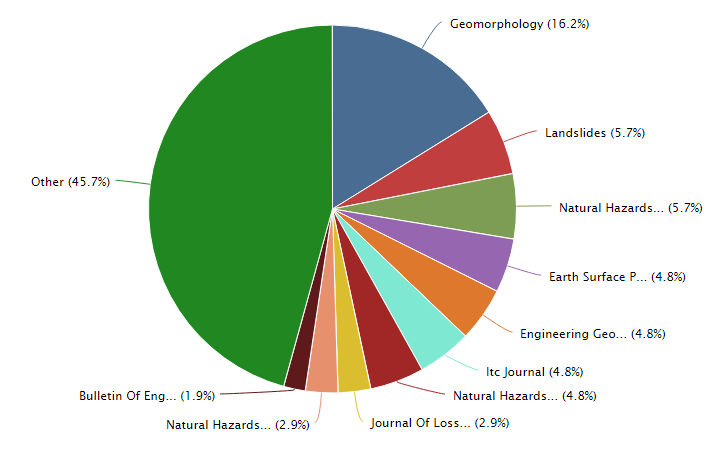 Geomorphology (16.2%)
Landslides (5.7%)
Natural Hazards... (5.7%)
Earth Surface P... (4.8%)
Engineering Geo... (4.8%)
Itc Journal (4.8%)
Natural Hazards... (4.8%)
Journal Of Loss... (2.9%)
Natural Hazards... (2.9%)
Bulletin Of Eng... (1.9%)
Other (45.7%)